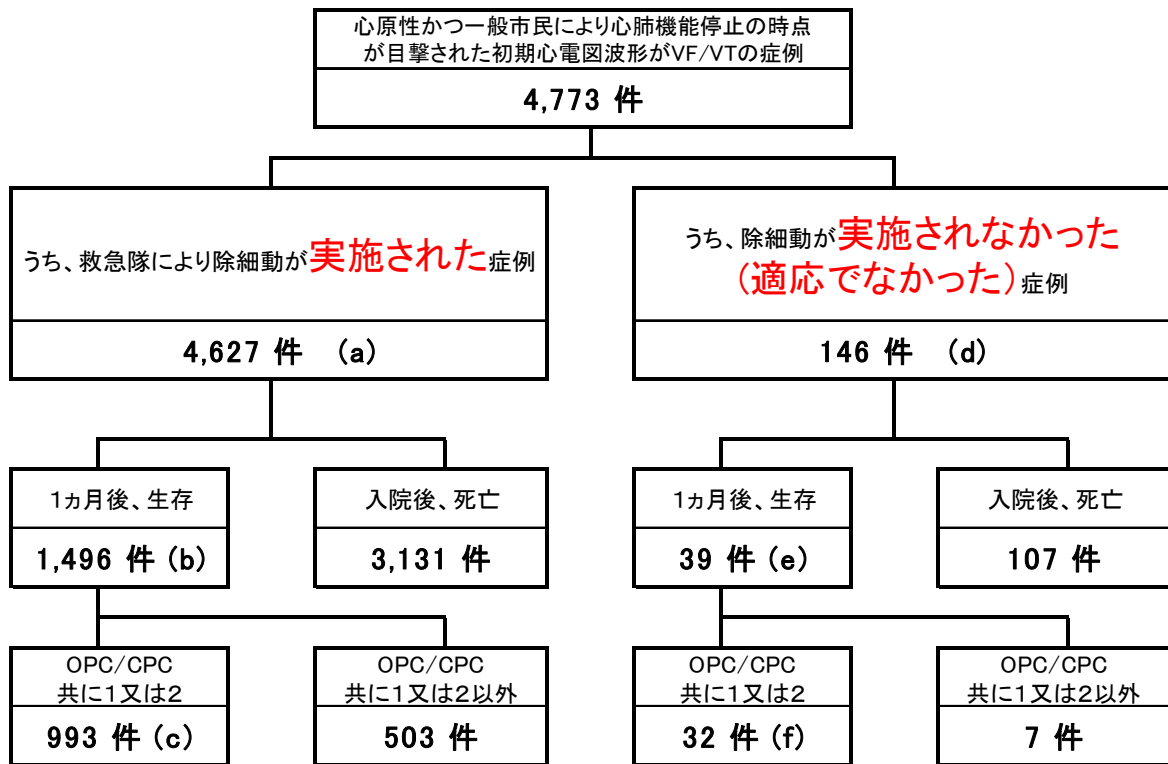 心原性かつ一般市民により心肺機能停止の時点
が目撃された初期心電図波形がVF/VTの症例
4,773 件
うち、救急隊により除細動が実施された症例
4,627 件 (a)
うち、除細動が実施されなかった
(適応でなかった)症例
146 件 (d)
1ヵ月後、生存
1,496 件 (b)
入院後、死亡
3,131 件
1ヵ月後、生存
39 件 (e)
入院後、死亡
107 件
OPC/CPC
共に1又は2
993 件 (c)
OPC/CPC
共に1又は2以外
503 件
OPC/CPC
共に1又は2
32 件 (f)
OPC/CPC
共に1又は2以外
7 件